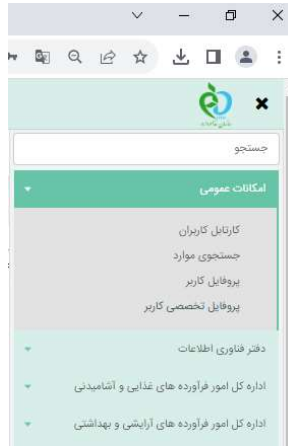 جستجو
امکانات عمومی
کارتابل کاربران
جستجوی موارد
پروفایل کاربر
پروفایل تخصصی کاربر
دفتر فناوری اطلاعات
اداره کل امور فرآورده های غذایی و آشامیدنی
اداره کل امور فرآورده های آرایشی و بهداشتی